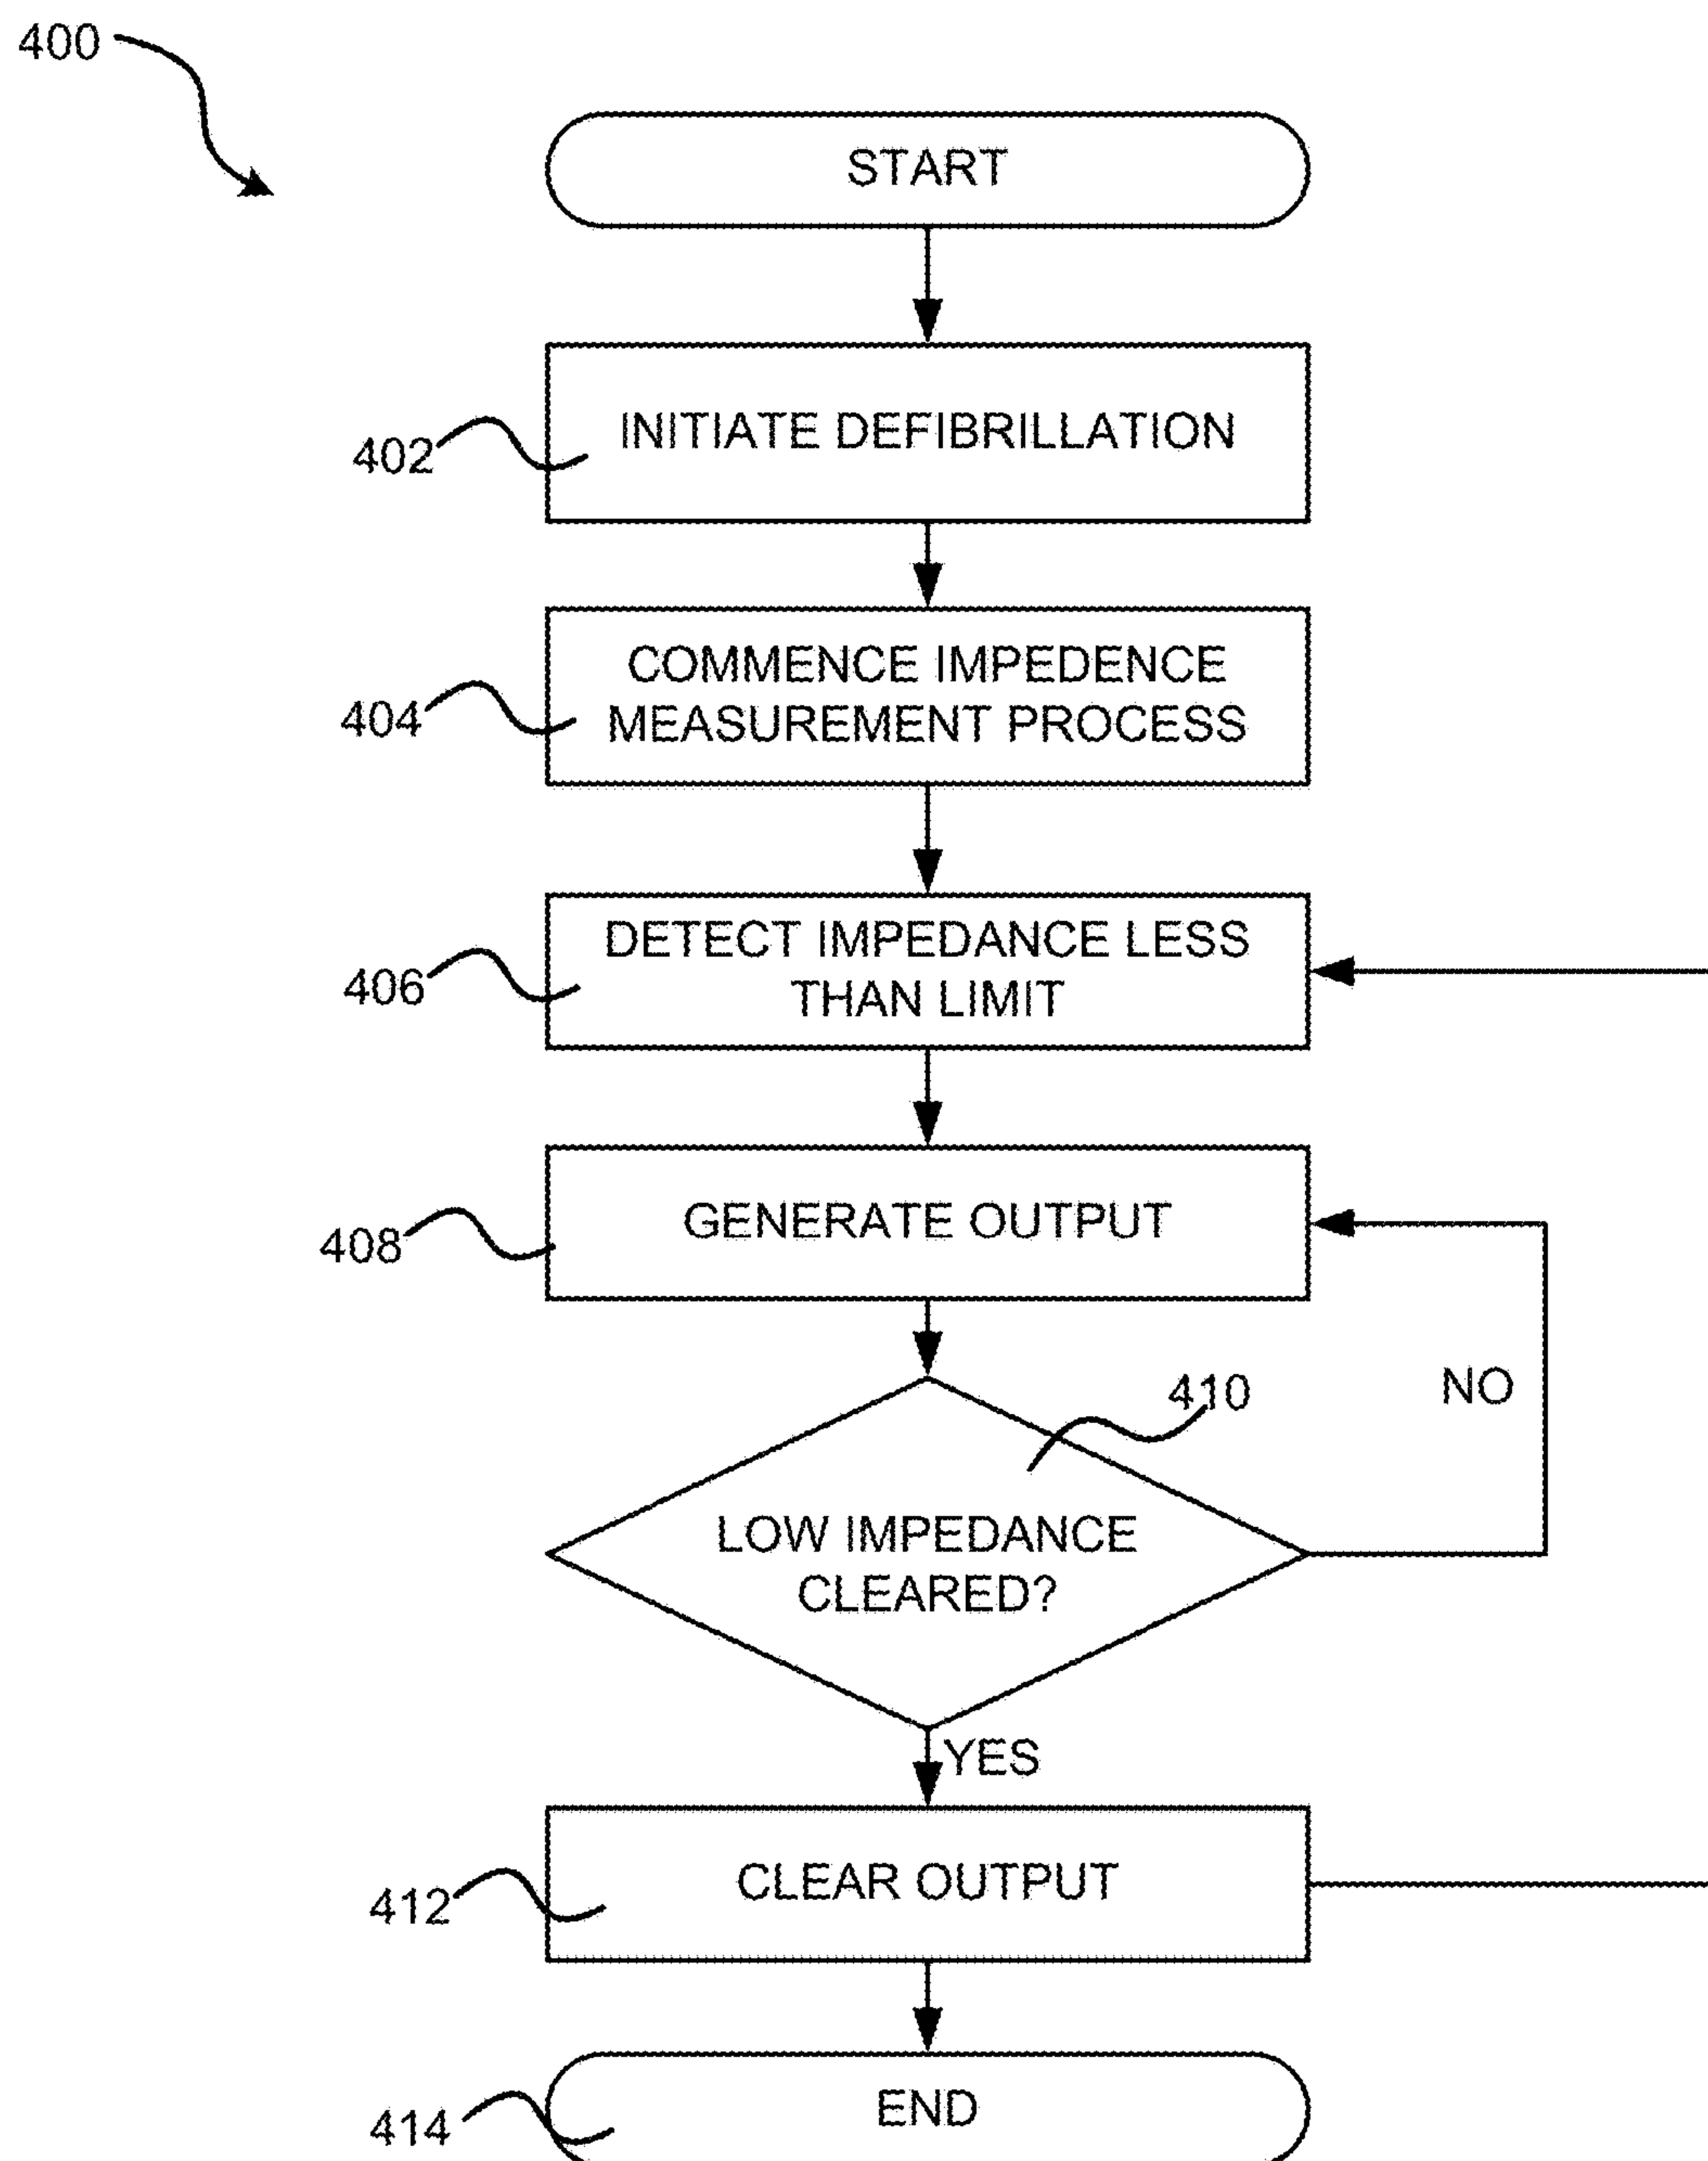 400
START
INITIATE DEFIBRILLATION
402
COMMENCE IMPEDENCE
MEASUREMENT PROCESS
404
DETECT IMPEDANCE LESS
THAN LIMIT
406
GENERATE OUTPUT
408
410
NO
LOW IMPEDANCE
CLEARED?
YES
CLEAR OUTPUT
412
END
414